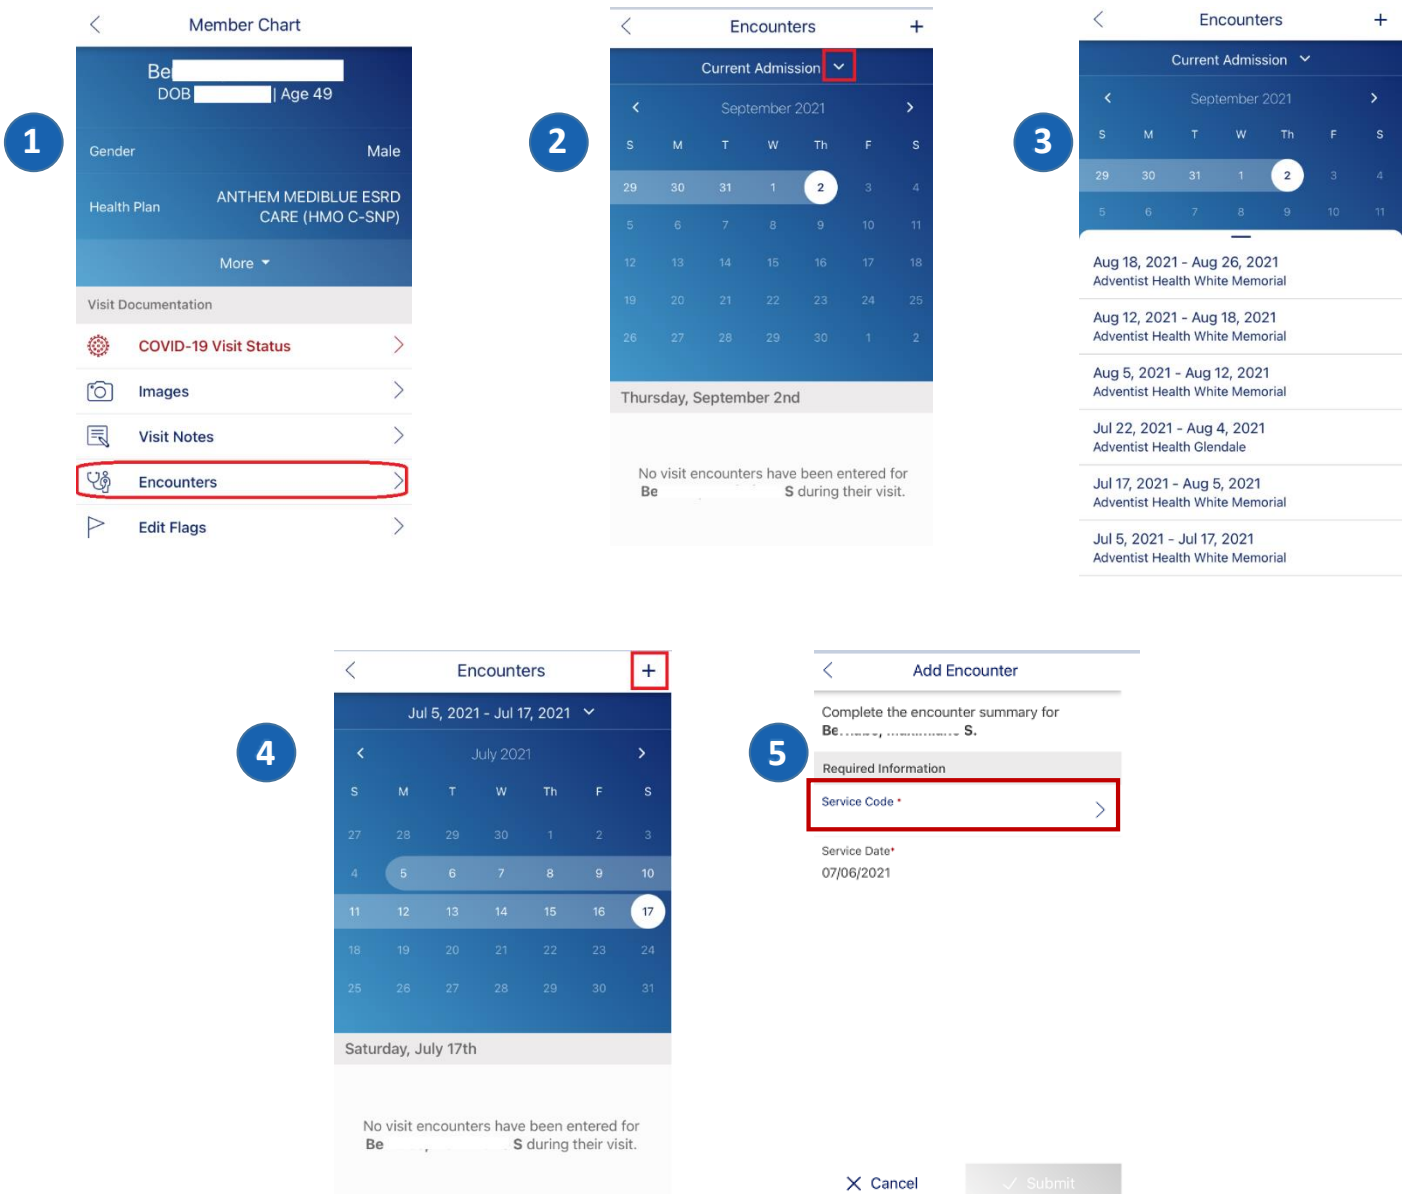 Member Chart
Be
DOB | Age 49
1
Gender Male
Health Plan ANTHEM MEDIBLUE ESRD
CARE (HMO C-SNP)
More
Visit Documentation
COVID-19 Visit Status
Images
Visit Notes
Encounters
Edit Flags
Encounters +
Current Admission
2
September 2021
S M T W Th F S
29 30 31 1 2 3 4
5 6 7 8 9 10 11
12 13 14 15 16 17 18
19 20 21 22 23 24 25
26 27 28 29 30 1 2
Thursday, September 2nd
No visit encounters have been entered for
Be S during their visit.
Encounters +
Current Admission
3
September 2021
S M T W Th F S
29 30 31 1 2 3 4
5 6 7 8 9 10 11
Aug 18, 2021 - Aug 26, 2021
Adventist Health White Memorial
Aug 12, 2021 - Aug 18, 2021
Adventist Health White Memorial
Aug 5, 2021 - Aug 12, 2021
Adventist Health White Memorial
Jul 22, 2021 - Aug 4, 2021
Adventist Health Glendale
Jul 17, 2021 - Aug 5, 2021
Adventist Health White Memorial
Jul 5, 2021 - Jul 17, 2021
Adventist Health White Memorial
Encounters +
Jul 5, 2021 - Jul 17, 2021
4
July 2021
S M T W Th F S
27 28 29 30 1 2 3
4 5 6 7 8 9 10
11 12 13 14 15 16 17
18 19 20 21 22 23 24
25 26 27 28 29 30 31
Saturday, July 17th
No visit encounters have been entered for
Be S during their visit.
Add Encounter
Complete the encounter summary for
Be S.
5
Required Information
Service Code *
Service Date*
07/06/2021
Cancel Submit